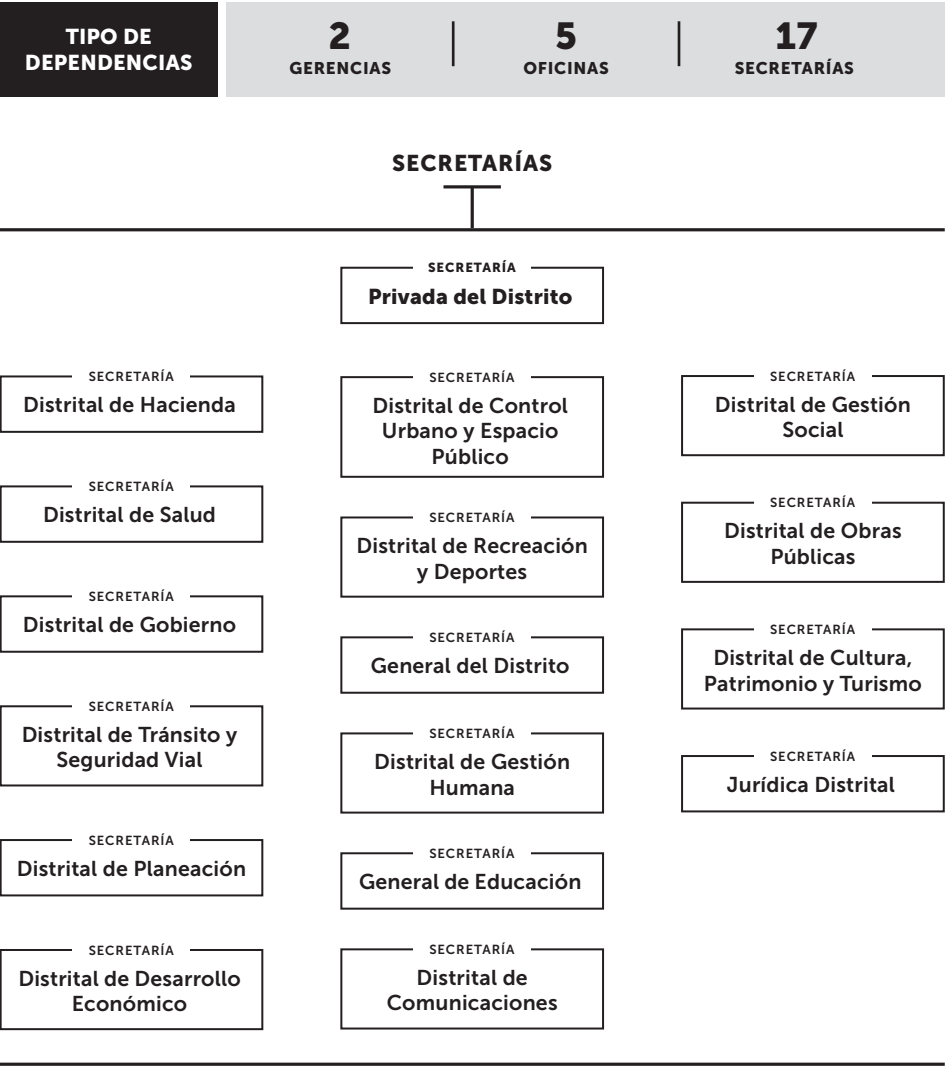 TIPO DE
DEPENDENCIAS
2
GERENCIAS
5
OFICINAS
17
SECRETARÍAS
SECRETARÍAS
SECRETARÍA
Privada del Distrito
SECRETARÍA
Distrital de Hacienda
SECRETARÍA
Distrital de Salud
SECRETARÍA
Distrital de Gobierno
SECRETARÍA
Distrital de Tránsito y
Seguridad Vial
SECRETARÍA
Distrital de Planeación
SECRETARÍA
Distrital de Desarrollo
Económico
SECRETARÍA
Distrital de Control
Urbano y Espacio
Público
SECRETARÍA
Distrital de Recreación
y Deportes
SECRETARÍA
General del Distrito
SECRETARÍA
Distrital de Gestión
Humana
SECRETARÍA
General de Educación
SECRETARÍA
Distrital de
Comunicaciones
SECRETARÍA
Distrital de Gestión
Social
SECRETARÍA
Distrital de Obras
Públicas
SECRETARÍA
Distrital de Cultura,
Patrimonio y Turismo
SECRETARÍA
Jurídica Distrital